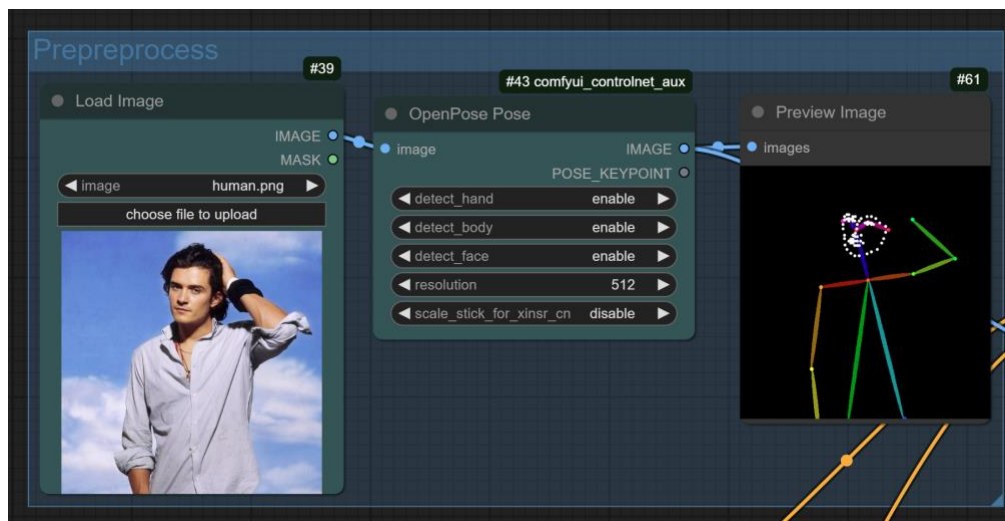 Prepreprocess
#39
Load Image
IMAGE
MASK
image human.png
choose file to upload
#43 comfyui_controlnet_aux
OpenPose Pose
image IMAGE
POSE_KEYPOINT
detect_hand enable
detect_body enable
detect_face enable
resolution 512
scale_stick_for_xinsr_cn disable
#61
Preview Image
images